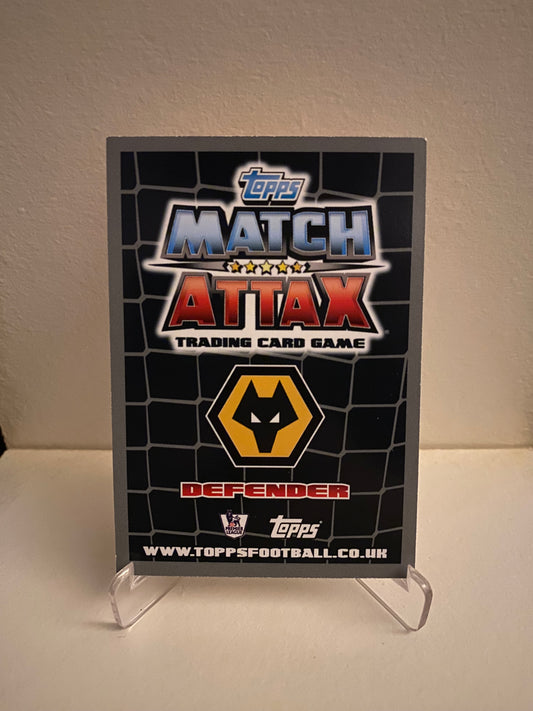 Topps
MATCH
ATTAX
TRADING CARD GAME
DEFENDER
Topps
WWW.TOPPSFOOTBALL.CO.UK